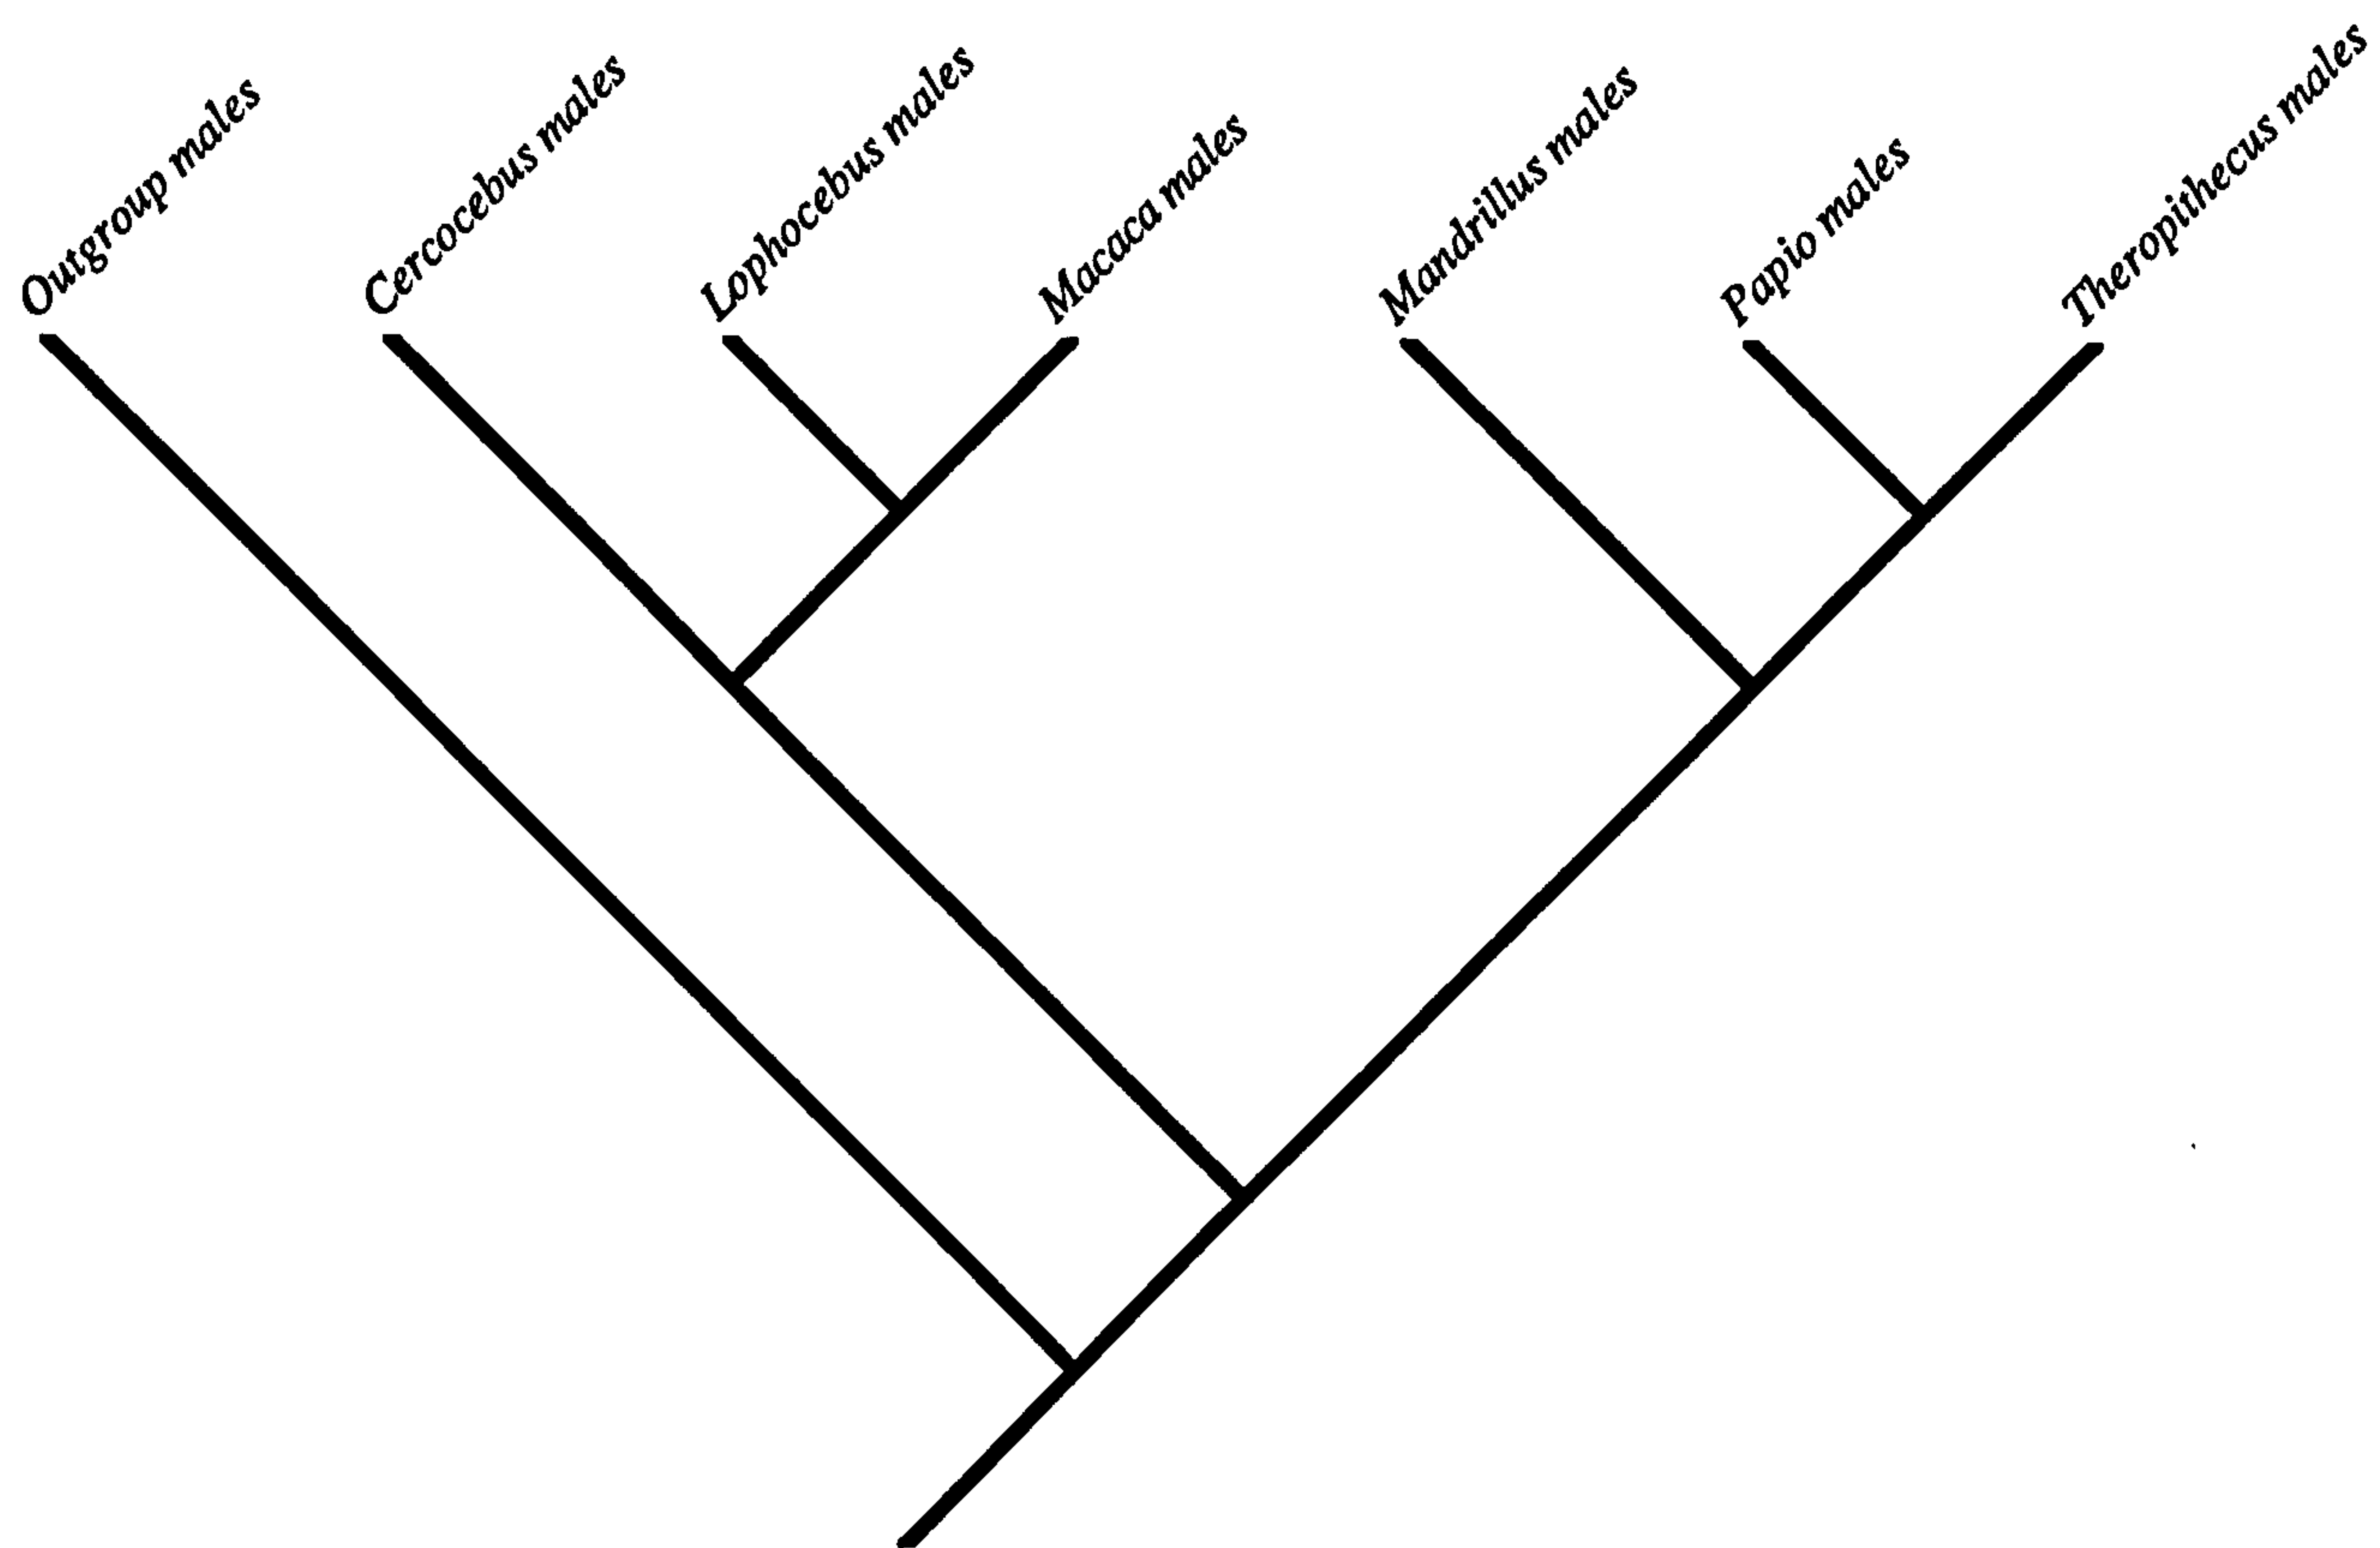 Outgroup males
Cercocebus males
Lophocebus males
Macaca males
Mandrillus males
Papio males
Theropithecus males